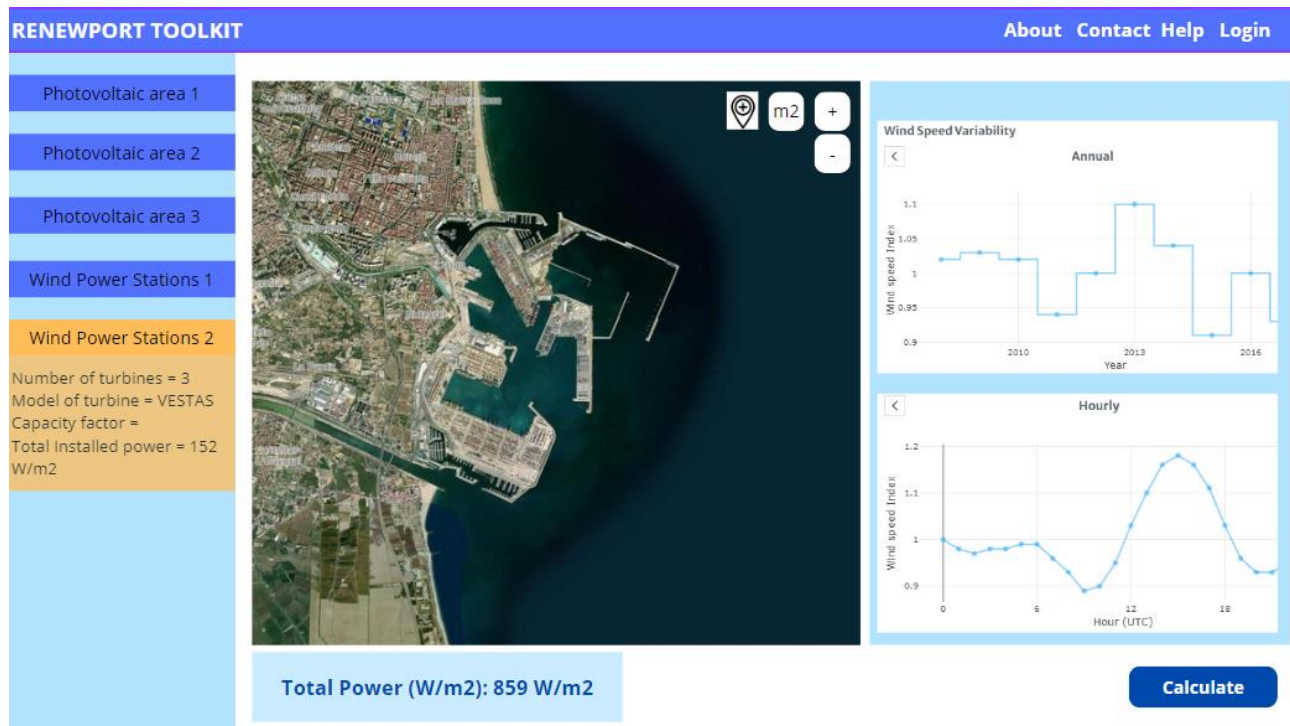 RENEWPORT TOOLKIT
About Contact Help Login
Photovoltaic area 1
Photovoltaic area 2
Photovoltaic area 3
Wind Power Stations 1
Wind Power Stations 2
Number of turbines = 3
Model of turbine = VESTAS
Capacity factor =
Total Installed power = 152
W/m2
m2
+
-
Wind Speed Variability
<
Annual
1.1
1.05
1
0.95
0.9
Wind speed Index
2010
2013
2016
Year
<
Hourly
1.2
1.1
1
0.9
Wind speed Index
0
6
12
18
Hour (UTC)
Total Power (W/m2): 859 W/m2
Calculate